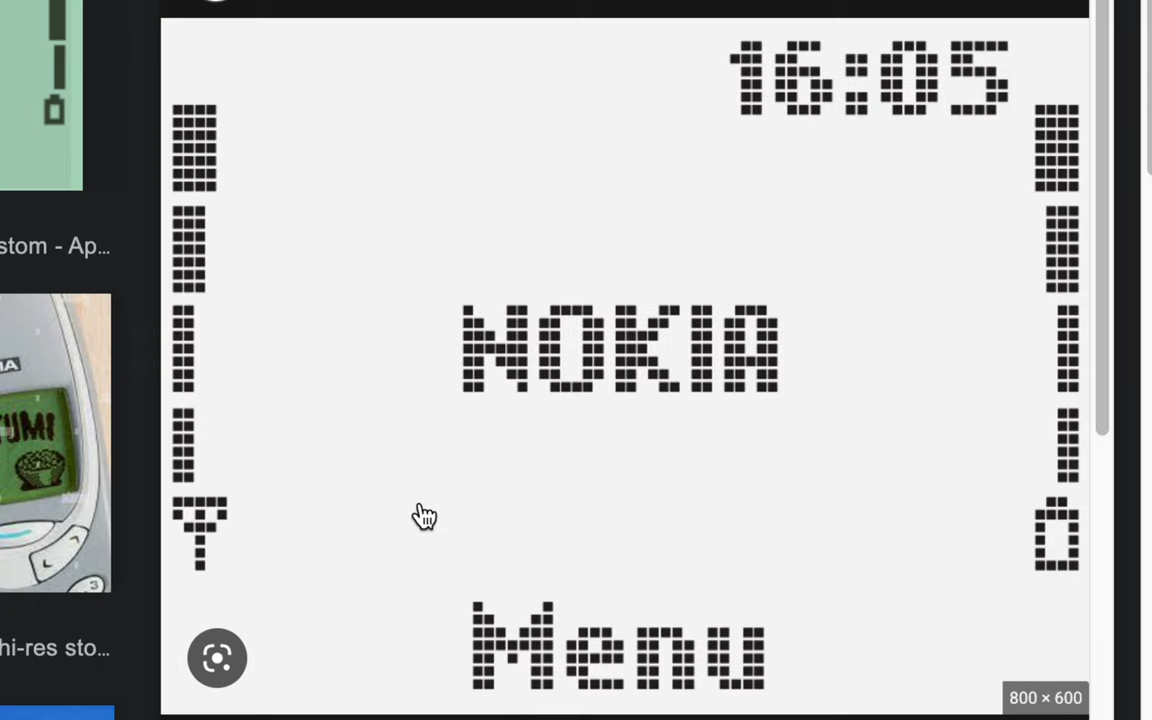 16:05
stom - Ap…
NOKIA
hi-res sto…
Menu
800 × 600